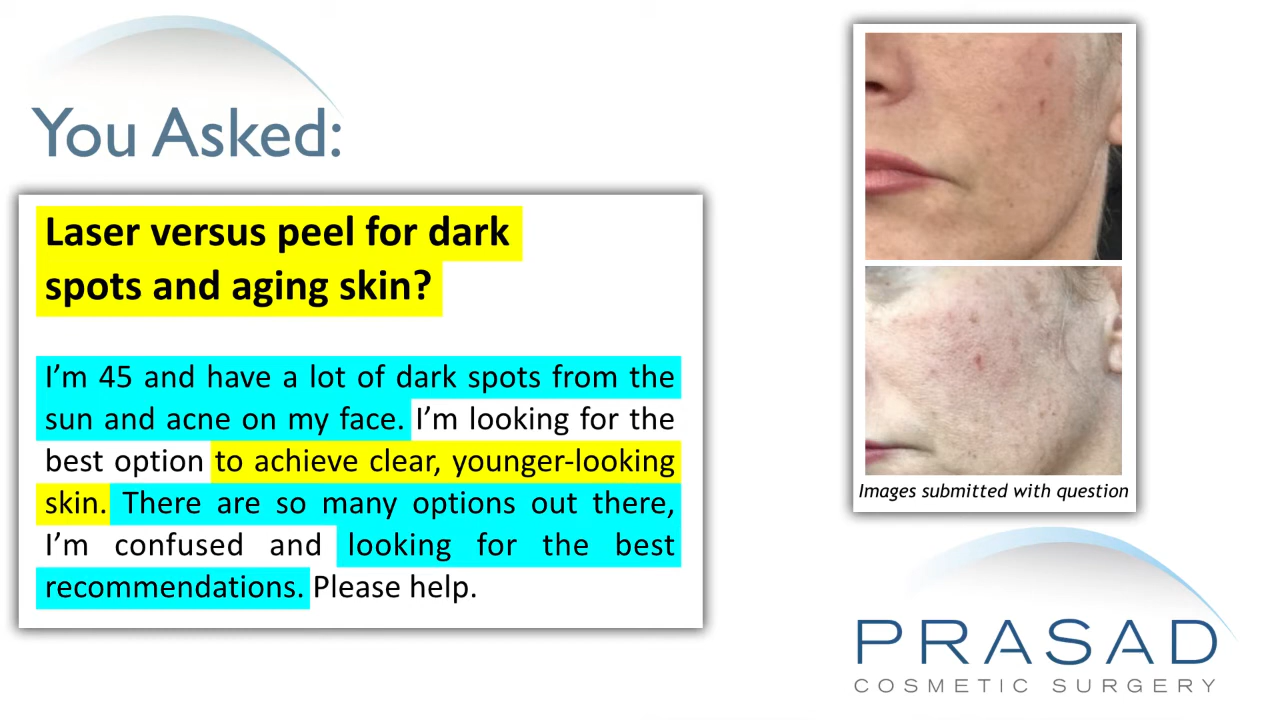 You Asked:
Laser versus peel for dark
spots and aging skin?
I’m 45 and have a lot of dark spots from the
sun and acne on my face. I’m looking for the
best option to achieve clear, younger-looking
skin. There are so many options out there,
I’m confused and looking for the best
recommendations. Please help.
Images submitted with question
PRASAD
COSMETIC SURGERY